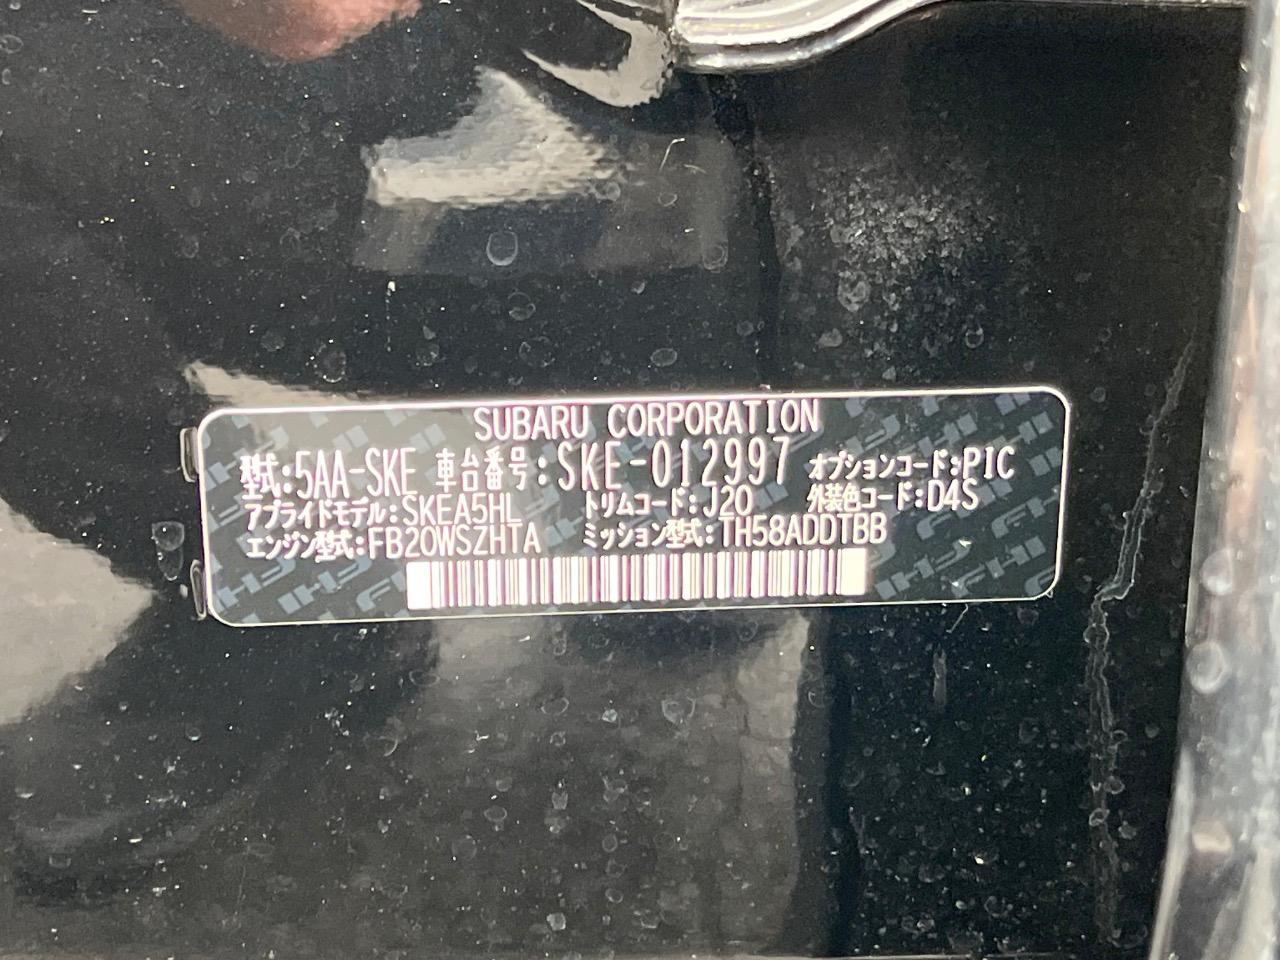 SUBARU CORPORATION
型式:5AA-SKE 車台番号:SKE-012997 オプションコード:PIC
アプライドモデル:SKEA5HL トリムコード:J20 外装色コード:D4S
エンジン型式:FB20WSZHTA ミッション型式:TH58ADDTBB